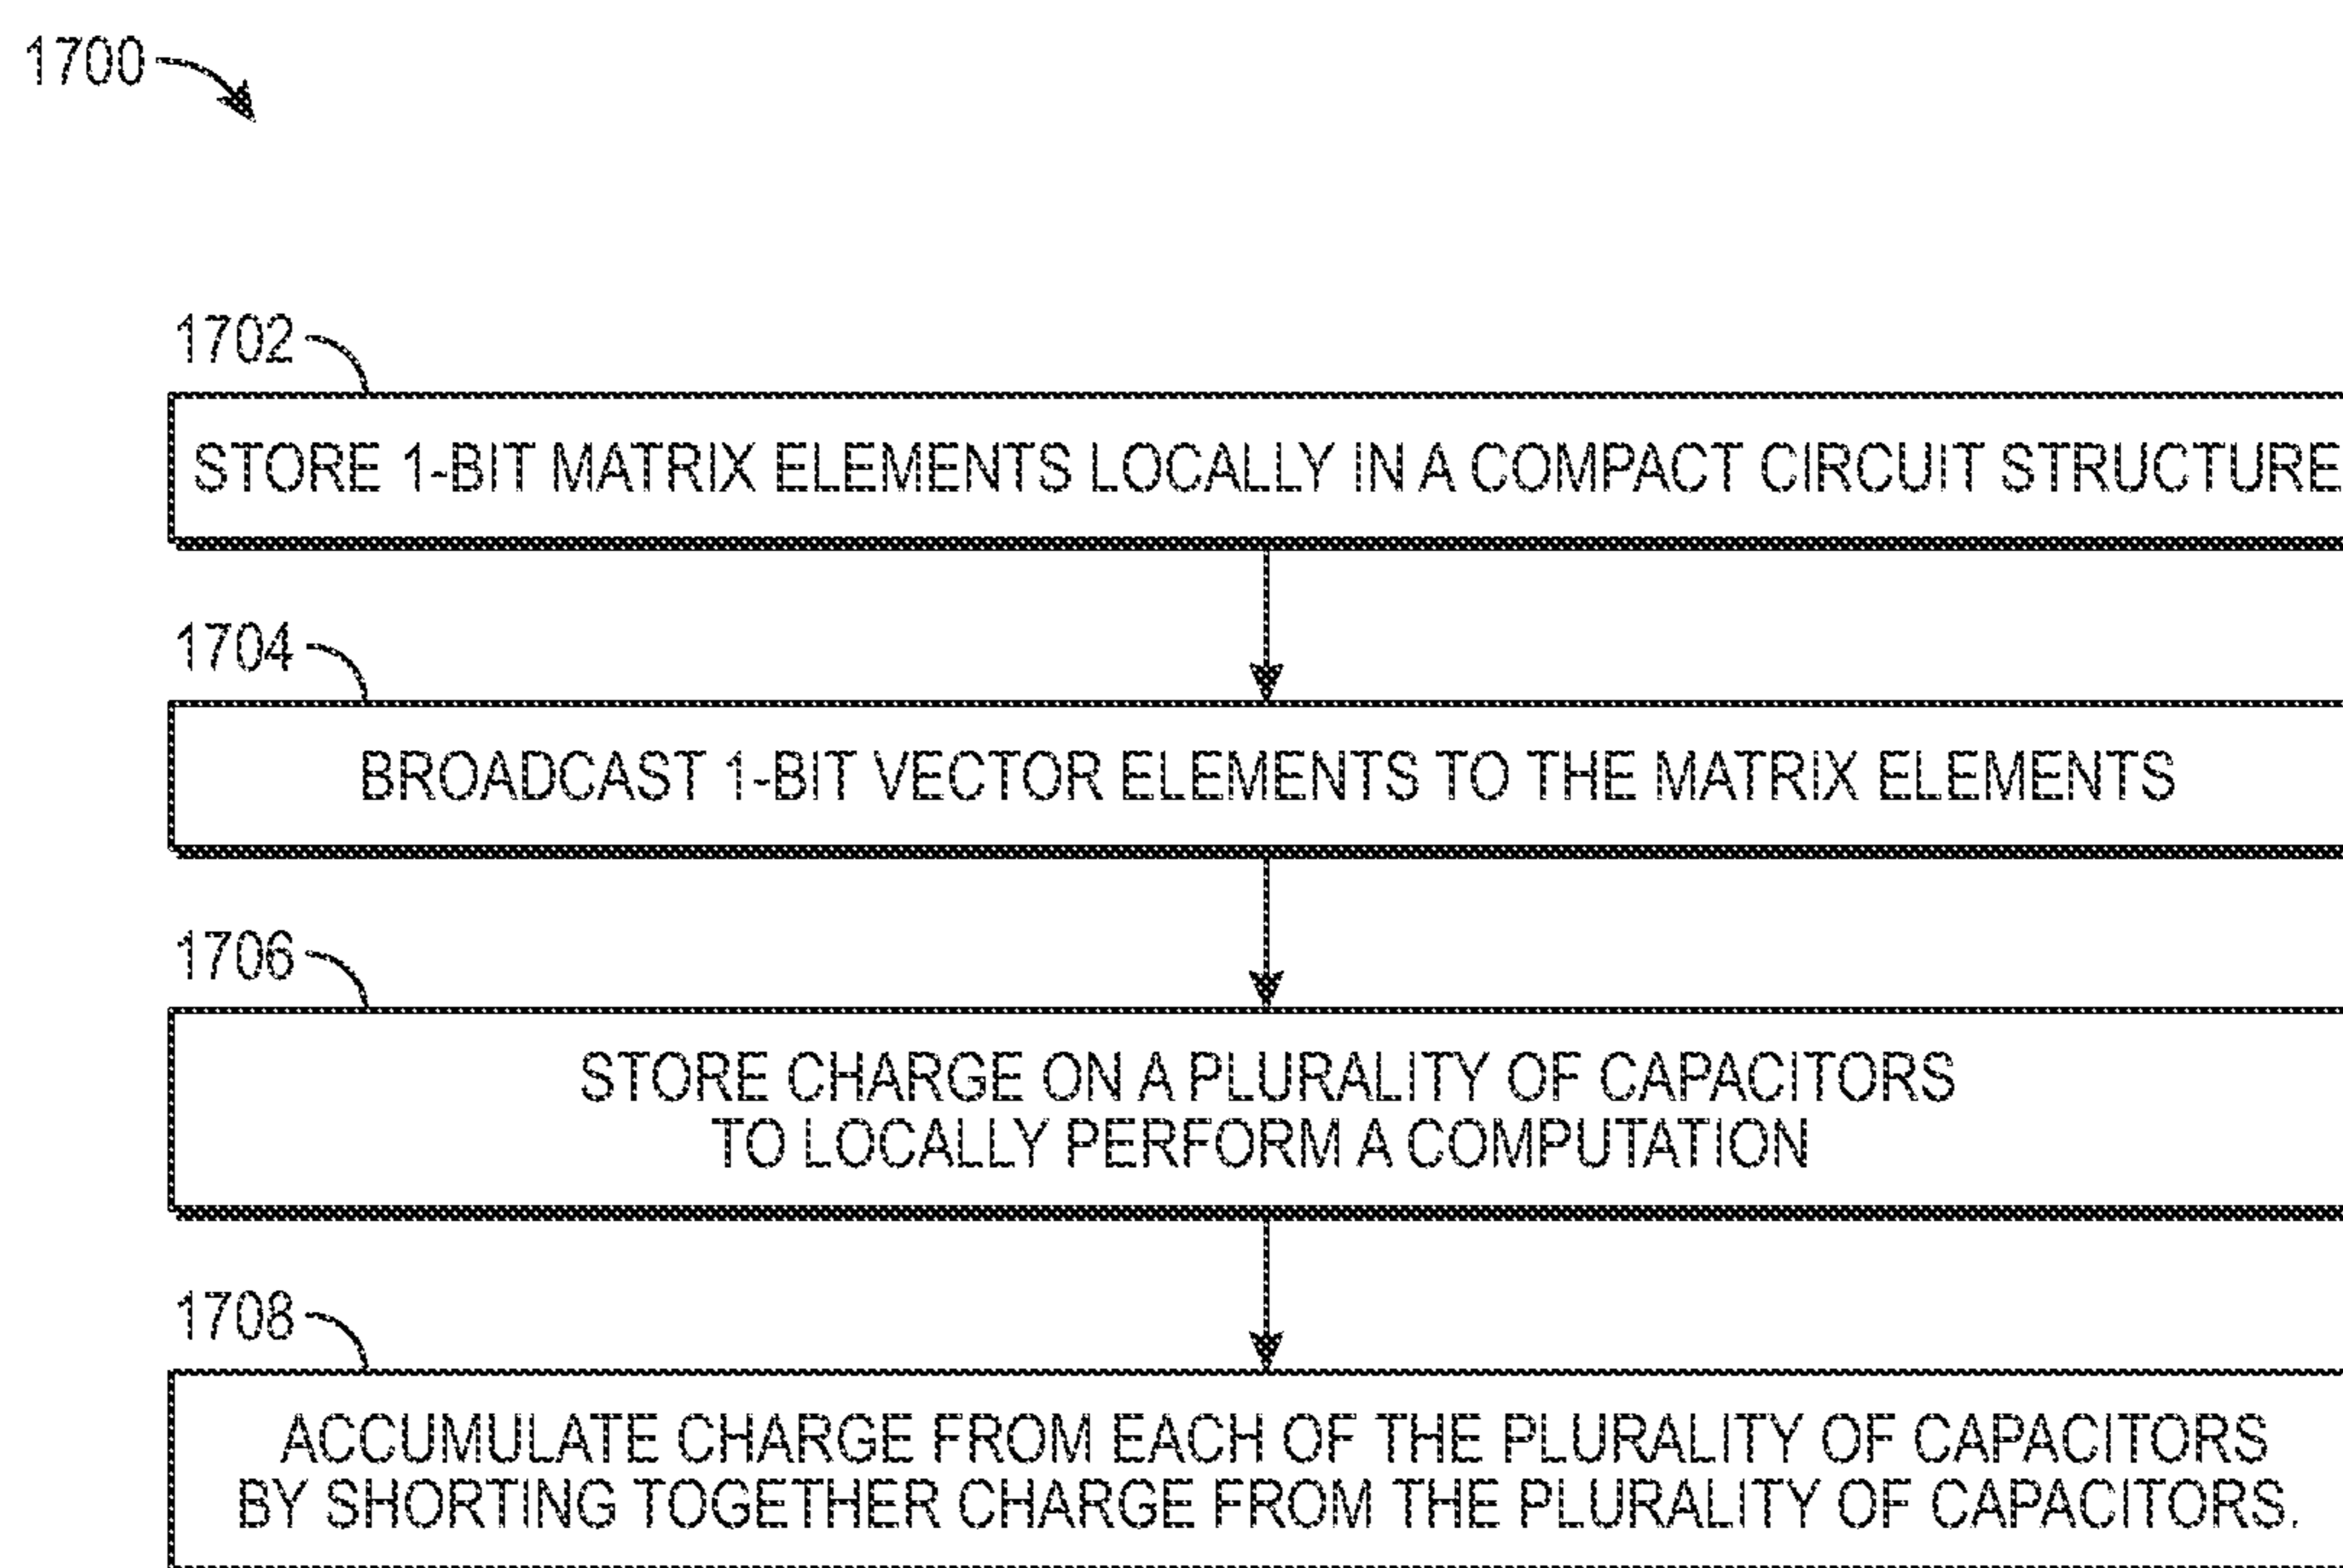 1700
1702
STORE 1-BIT MATRIX ELEMENTS LOCALLY IN A COMPACT CIRCUIT STRUCTURE
1704
BROADCAST 1-BIT VECTOR ELEMENTS TO THE MATRIX ELEMENTS
1706
STORE CHARGE ON A PLURALITY OF CAPACITORS
TO LOCALLY PERFORM A COMPUTATION
1708
ACCUMULATE CHARGE FROM EACH OF THE PLURALITY OF CAPACITORS
BY SHORTING TOGETHER CHARGE FROM THE PLURALITY OF CAPACITORS.